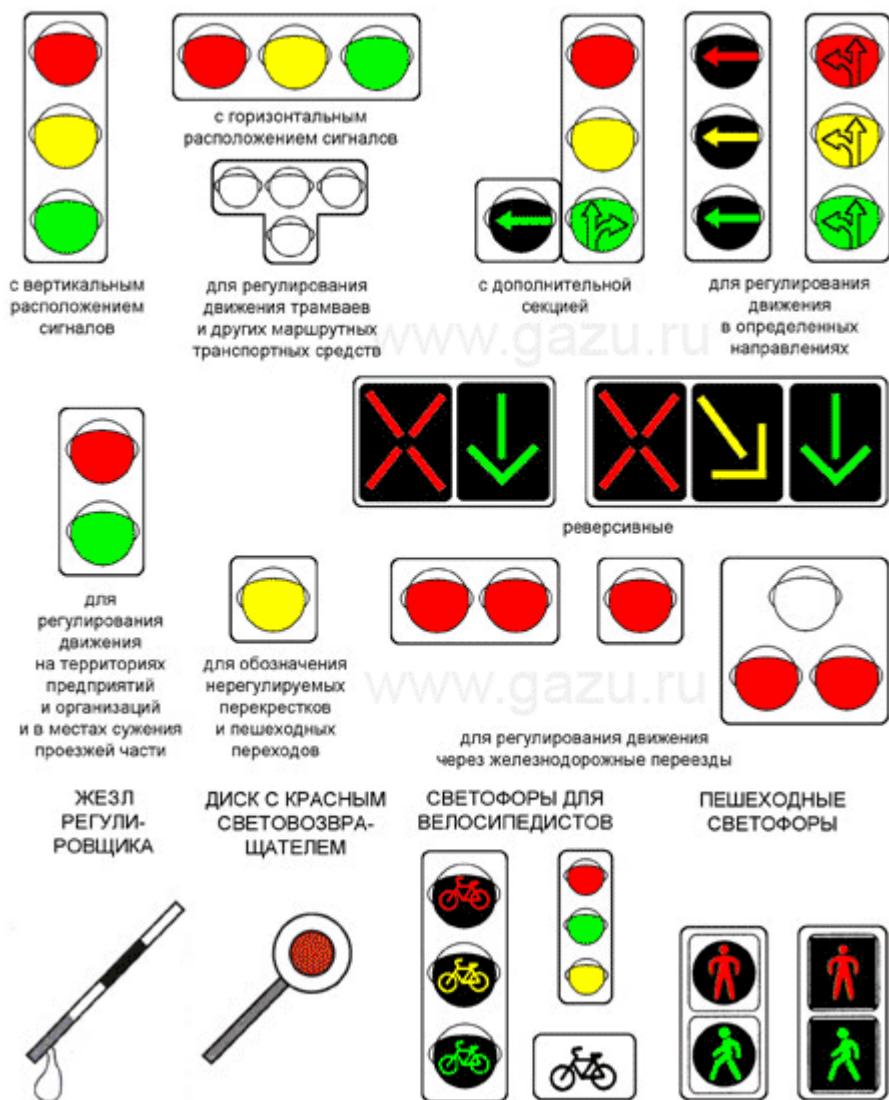 с горизонтальным
расположением сигналов
с вертикальным
расположением
сигналов
для регулирования
движения трамваев
и других маршрутных
транспортных средств
с дополнительной
секцией
для регулирования
движения
в определенных
направлениях
www.gazu.ru
реверсивные
для
регулирования
движения
на территориях
предприятий
и организаций
и в местах сужения
проезжей части
для обозначения
нерегулируемых
перекрестков
и пешеходных
переходов
www.gazu.ru
для регулирования движения
через железнодорожные переезды
ЖЕЗЛ
РЕГУЛИ-
РОВЩИКА
ДИСК С КРАСНЫМ
СВЕТОВОЗВРА-
ЩАТЕЛЕМ
СВЕТОФОРЫ ДЛЯ
ВЕЛОСИПЕДИСТОВ
ПЕШЕХОДНЫЕ
СВЕТОФОРЫ